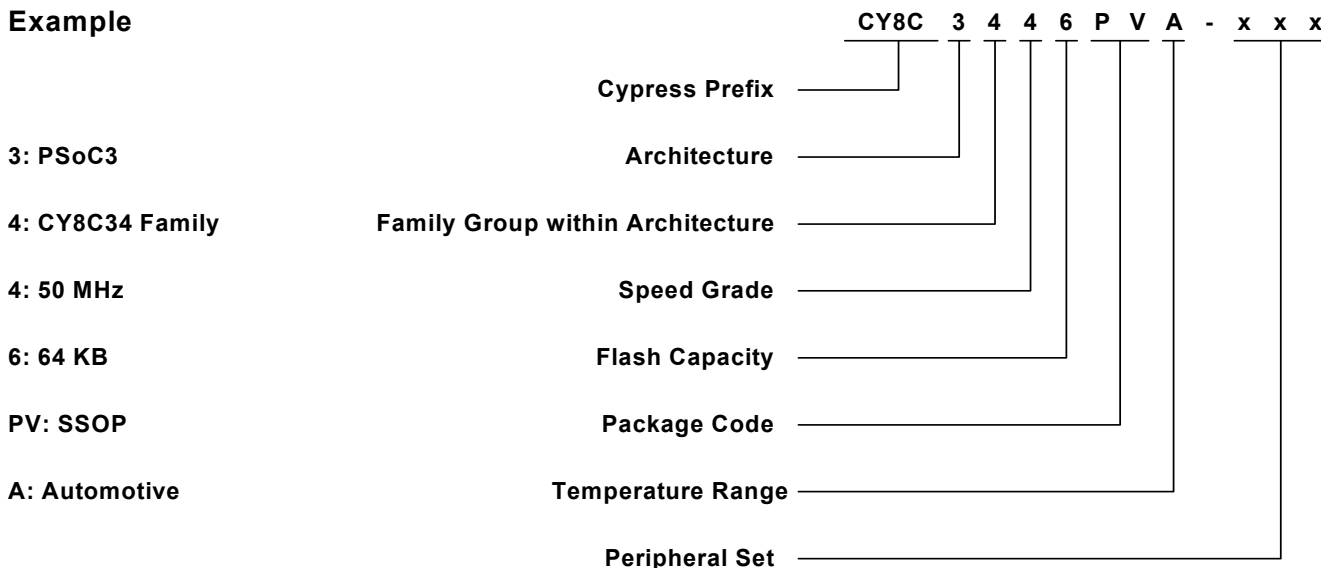 Example CY8C 3 4 4 6 P V A - x x x
Cypress Prefix
3: PSoC3 Architecture
4: CY8C34 Family Family Group within Architecture
4: 50 MHz Speed Grade
6: 64 KB Flash Capacity
PV: SSOP Package Code
A: Automotive Temperature Range
Peripheral Set